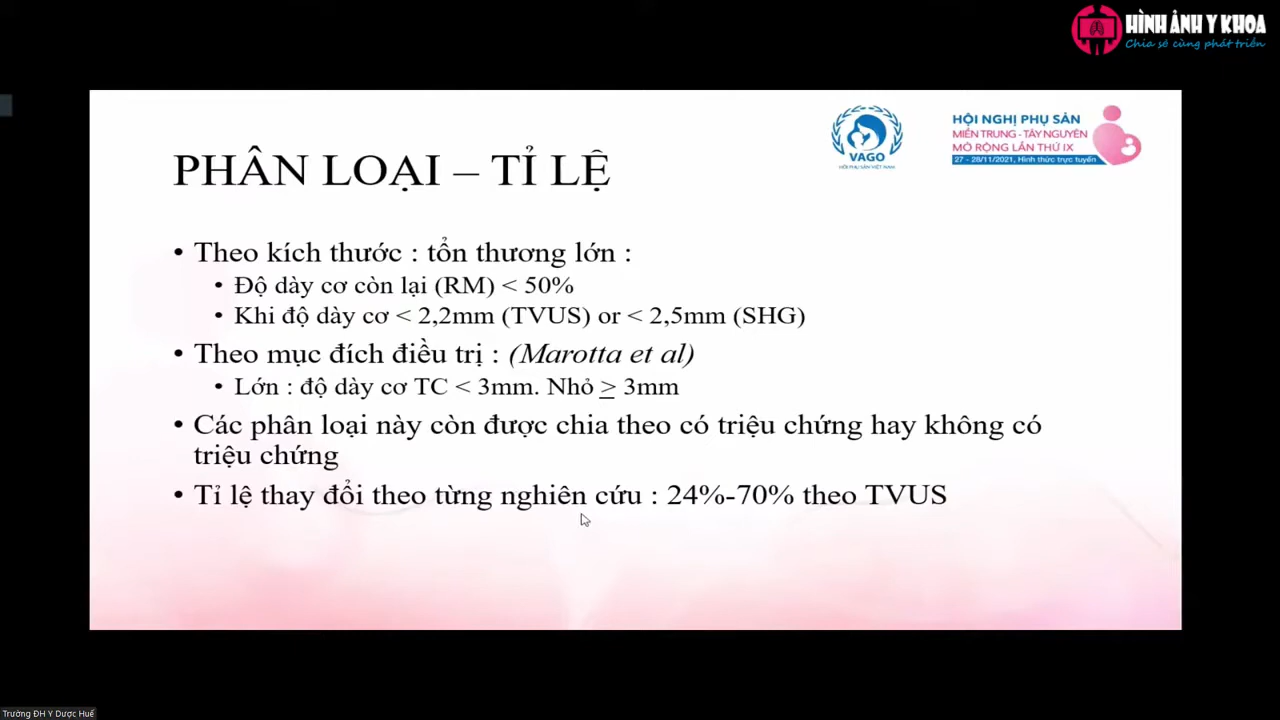 HÌNH ẢNH Y KHOA
Chia sẻ cùng phát triển
VAGO
HỘI PHỤ SẢN VIỆT NAM
HỘI NGHỊ PHỤ SẢN
MIỀN TRUNG - TÂY NGUYÊN
MỞ RỘNG LẦN THỨ IX
27 - 28/11/2021, Hình thức trực tuyến
PHÂN LOẠI – TỈ LỆ
• Theo kích thước : tổn thương lớn :
• Độ dày cơ còn lại (RM) < 50%
• Khi độ dày cơ < 2,2mm (TVUS) or < 2,5mm (SHG)
• Theo mục đích điều trị : (Marotta et al)
• Lớn : độ dày cơ TC < 3mm. Nhỏ ≥ 3mm
• Các phân loại này còn được chia theo có triệu chứng hay không có
triệu chứng
• Tỉ lệ thay đổi theo từng nghiên cứu : 24%-70% theo TVUS
Trường ĐH Y Dược Huế